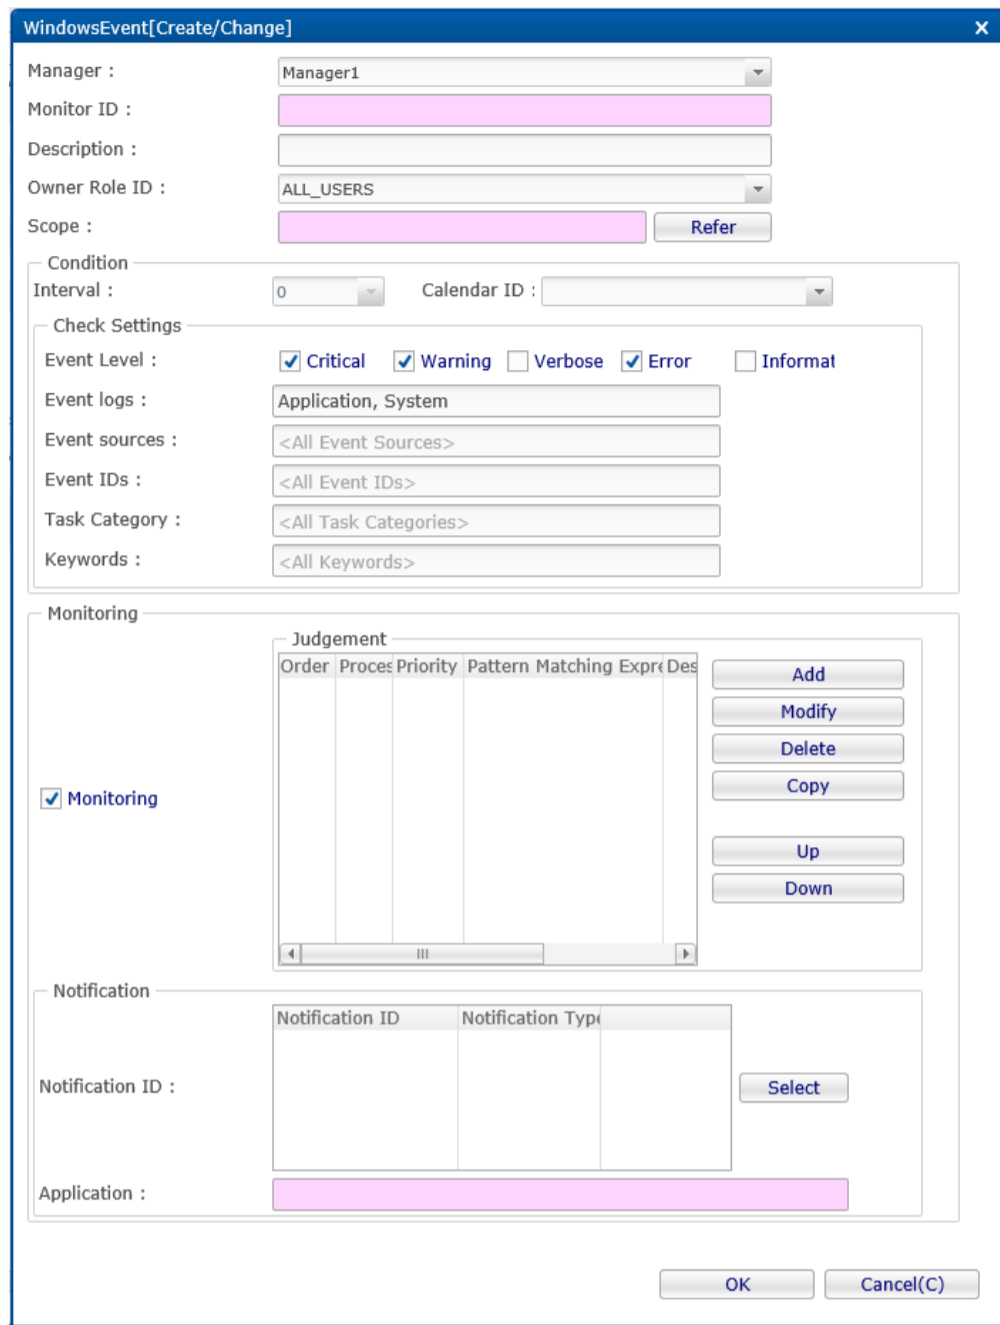 WindowsEvent[Create/Change]
Manager : Manager1
Monitor ID :
Description :
Owner Role ID : ALL_USERS
Scope : Refer
Condition
Interval : 0 Calendar ID :
Check Settings
Event Level : Critical Warning Verbose Error Informat
Event logs : Application, System
Event sources : <All Event Sources>
Event IDs : <All Event IDs>
Task Category : <All Task Categories>
Keywords : <All Keywords>
Monitoring
Judgement
Order Proces Priority Pattern Matching Expre Des
Add
Modify
Delete
Copy
Monitoring
Up
Down
Notification
Notification ID Notification Type
Notification ID : Select
Application :
OK Cancel(C)